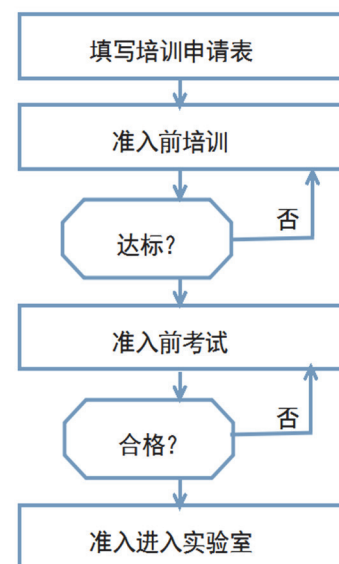 填写培训申请表
准入前培训
否
达标？
准入前考试
否
合格？
准入进入实验室